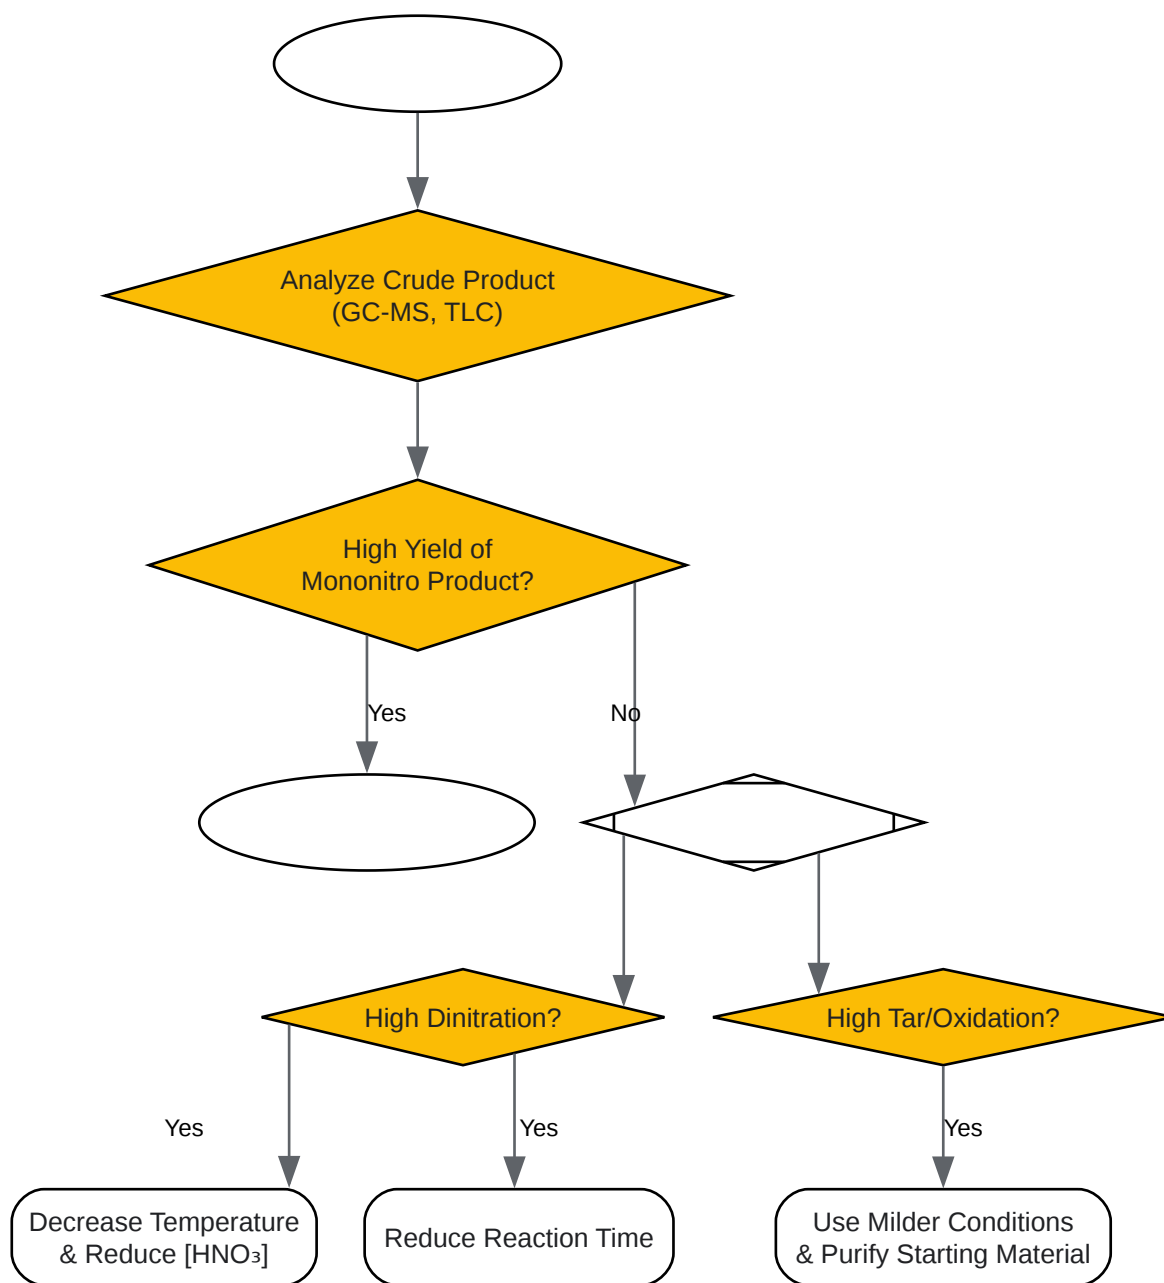 Analyze Crude Product
(GC-MS, TLC)
High Yield of
Mononitro Product?
Yes
No
High Dinitration?
High Tar/Oxidation?
Yes
Yes
Yes
Decrease Temperature
& Reduce [HNO₃]
Reduce Reaction Time
Use Milder Conditions
& Purify Starting Material